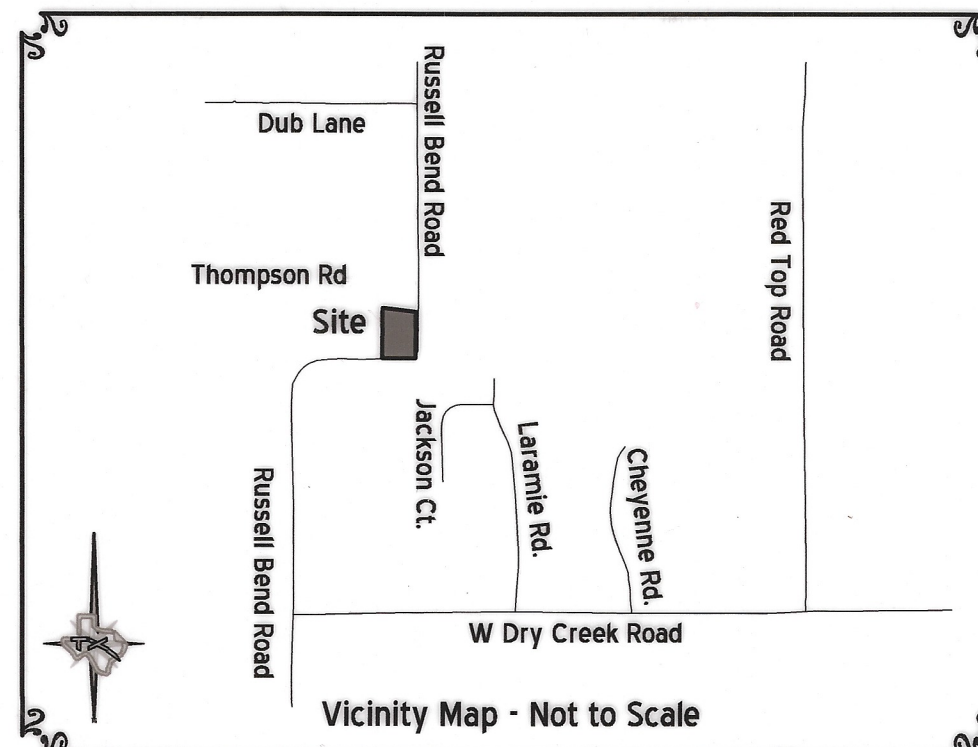 Russell Bend Road
Dub Lane
Red Top Road
Thompson Rd
Site
Jackson Ct.
Laramie Rd.
Cheyenne Rd.
Russell Bend Road
W Dry Creek Road
TX
Vicinity Map - Not to Scale